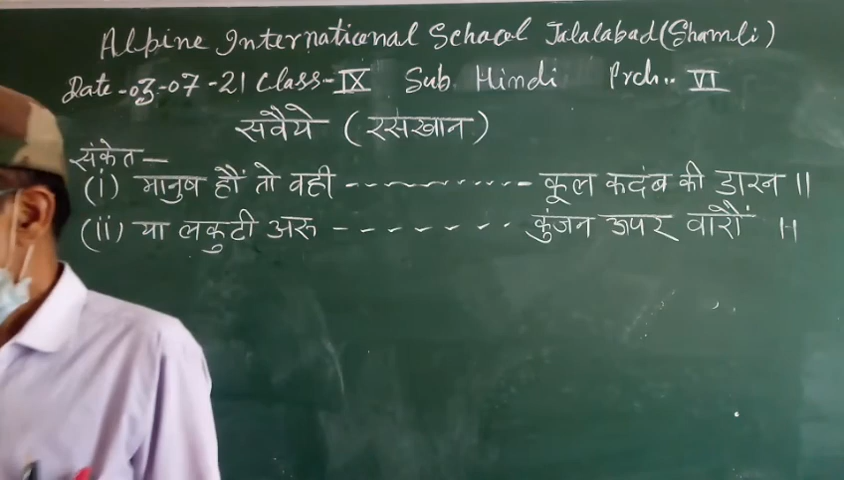 Alpine International School Jalalabad (Shamli)
Date - 03-07-21 Class - IX Sub. Hindi Prch.. VI
सवैये (रसखान)
संकेत —
(i) मानुष हौं तो वही ---------- कूल कदंब की डारन ॥
(ii) या लकुटी अरु -------- कुंजन ऊपर वारौं ॥